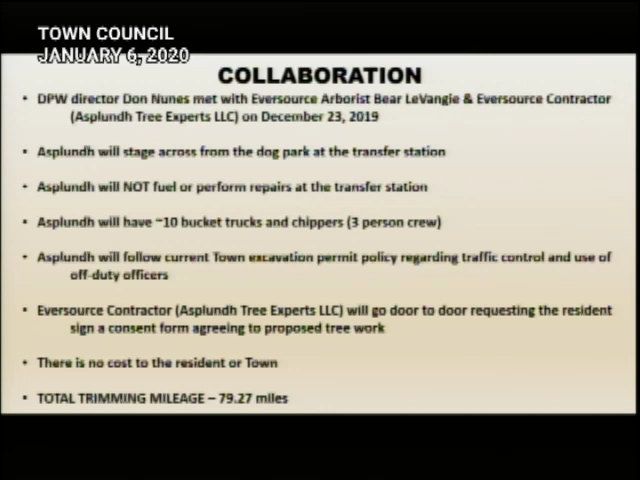 TOWN COUNCIL
JANUARY 6, 2020
COLLABORATION
• DPW director Don Nunes met with Eversource Arborist Bear LeVangie & Eversource Contractor
(Asplundh Tree Experts LLC) on December 23, 2019
• Asplundh will stage across from the dog park at the transfer station
• Asplundh will NOT fuel or perform repairs at the transfer station
• Asplundh will have ~10 bucket trucks and chippers (3 person crew)
• Asplundh will follow current Town excavation permit policy regarding traffic control and use of
off-duty officers
• Eversource Contractor (Asplundh Tree Experts LLC) will go door to door requesting the resident
sign a consent form agreeing to proposed tree work
• There is no cost to the resident or Town
• TOTAL TRIMMING MILEAGE – 79.27 miles